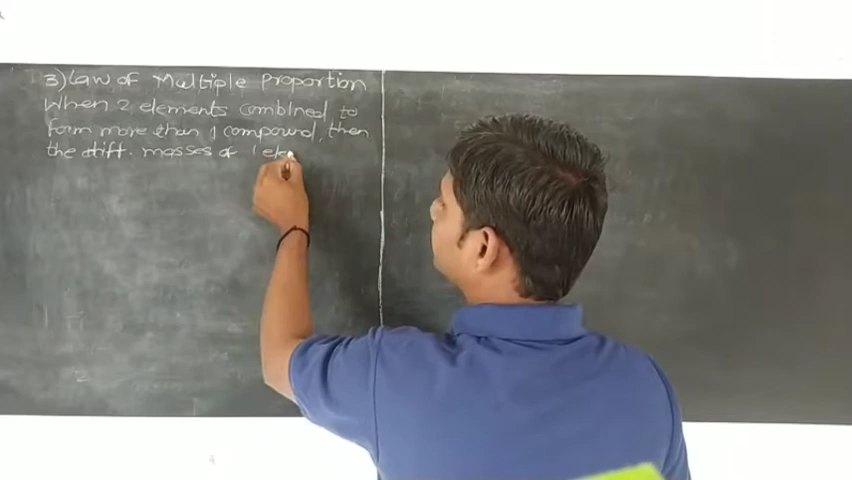 3) Law of Multiple Proportion
When 2 elements combined to
form more than 1 compound, then
the diff. masses of 1 ele